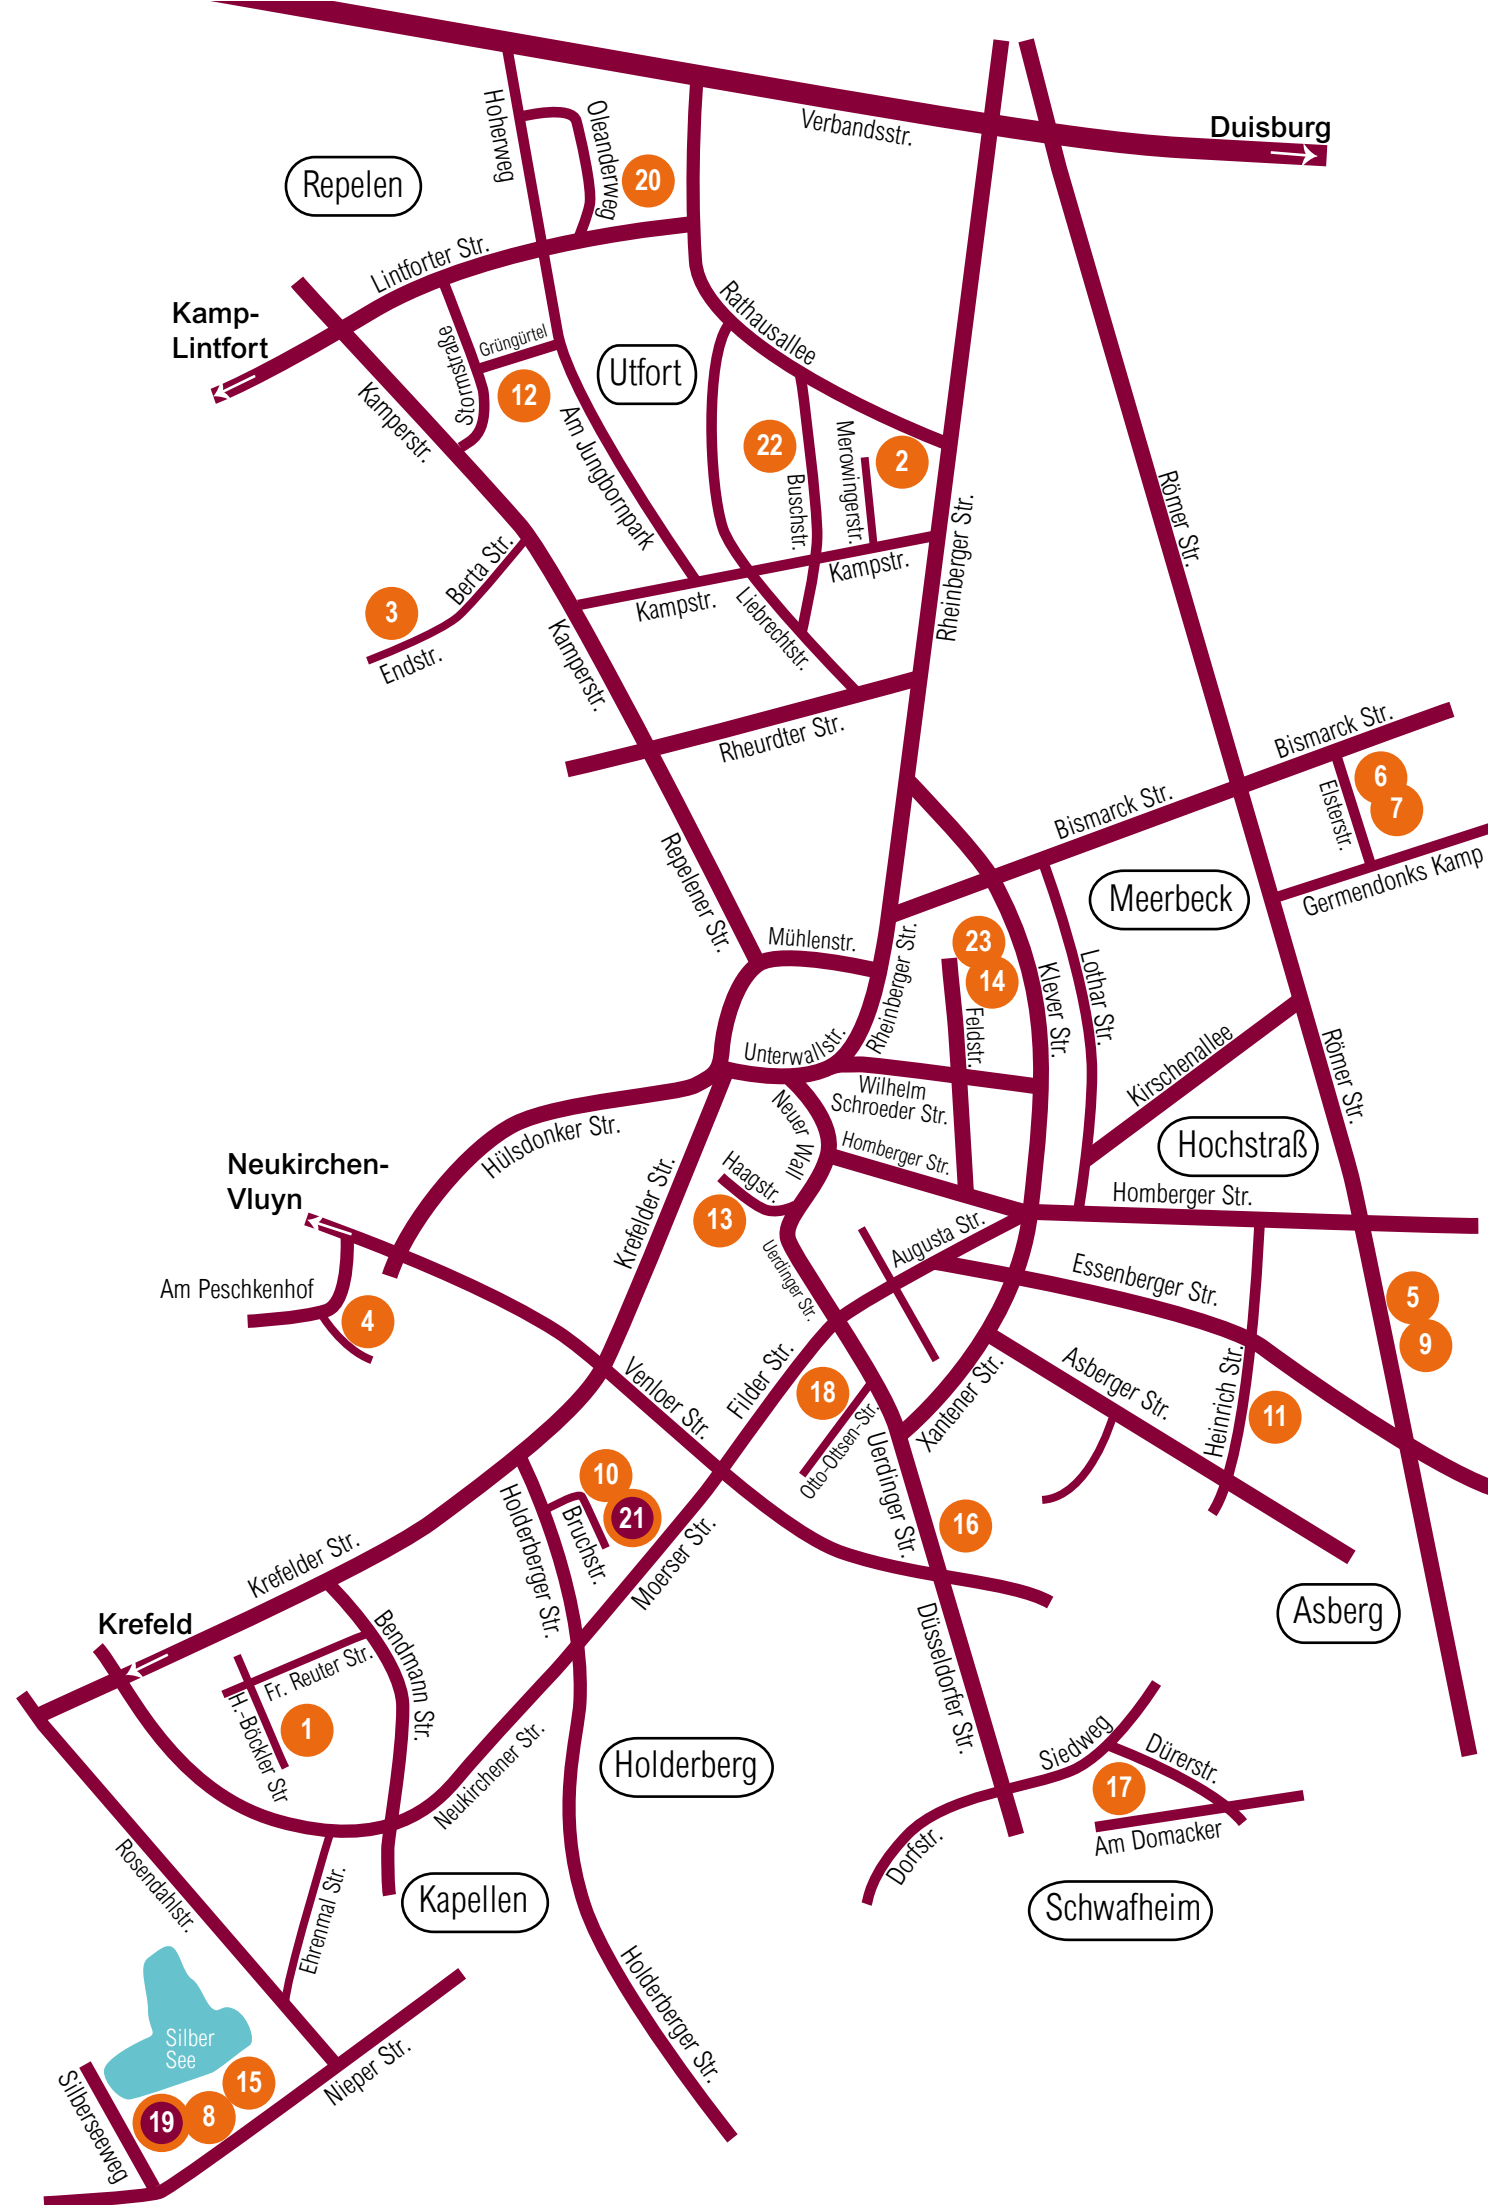 Verbandsstr.
Duisburg
Hoherweg
Oleanderweg
20
Repelen
Lintforter Str.
Kamp-
Lintfort
Rathausallee
Stormstraße
Grüngürtel
Utfort
12
Kamperstr.
Am Jungbornpark
22
Buschstr.
Merowingerstr.
2
Römer Str.
Rheinberger Str.
Berta Str.
3
Endstr.
Kampstr.
Kampstr.
Liebrechtstr.
Kamperstr.
Rheurdter Str.
Bismarck Str.
Bismarck Str.
6
7
Elsterstr.
Germendonks Kamp
Repelener Str.
Meerbeck
Mühlenstr.
Rheinberger Str.
23
14
Feldstr.
Klever Str.
Lothar Str.
Unterwallstr.
Kirschenallee
Römer Str.
Wilhelm
Schroeder Str.
Neuer Wall
Hülsdonker Str.
Homberger Str.
Hochstraß
Neukirchen-
Vluyn
Krefelder Str.
Haagstr.
13
Homberger Str.
Augusta Str.
Uerdinger Str.
Essenberger Str.
Am Peschkenhof
4
5
9
Venloer Str.
Filder Str.
18
Otto-Ottsen-Str.
Xantener Str.
Asberger Str.
Heinrich Str.
11
Uerdinger Str.
16
10
21
Bruchstr.
Holderberger Str.
Moerser Str.
Krefelder Str.
Krefeld
Asberg
Bendmann Str.
Fr. Reuter Str.
H.-Böckler Str
1
Düsseldorfer Str.
Neukirchener Str.
Holderberg
Siedweg
Dürerstr.
17
Am Domacker
Dorfstr.
Schwafheim
Rosendahlstr.
Ehrenmal Str.
Kapellen
Holderberger Str.
Silber
See
15
8
19
Silberseeweg
Nieper Str.